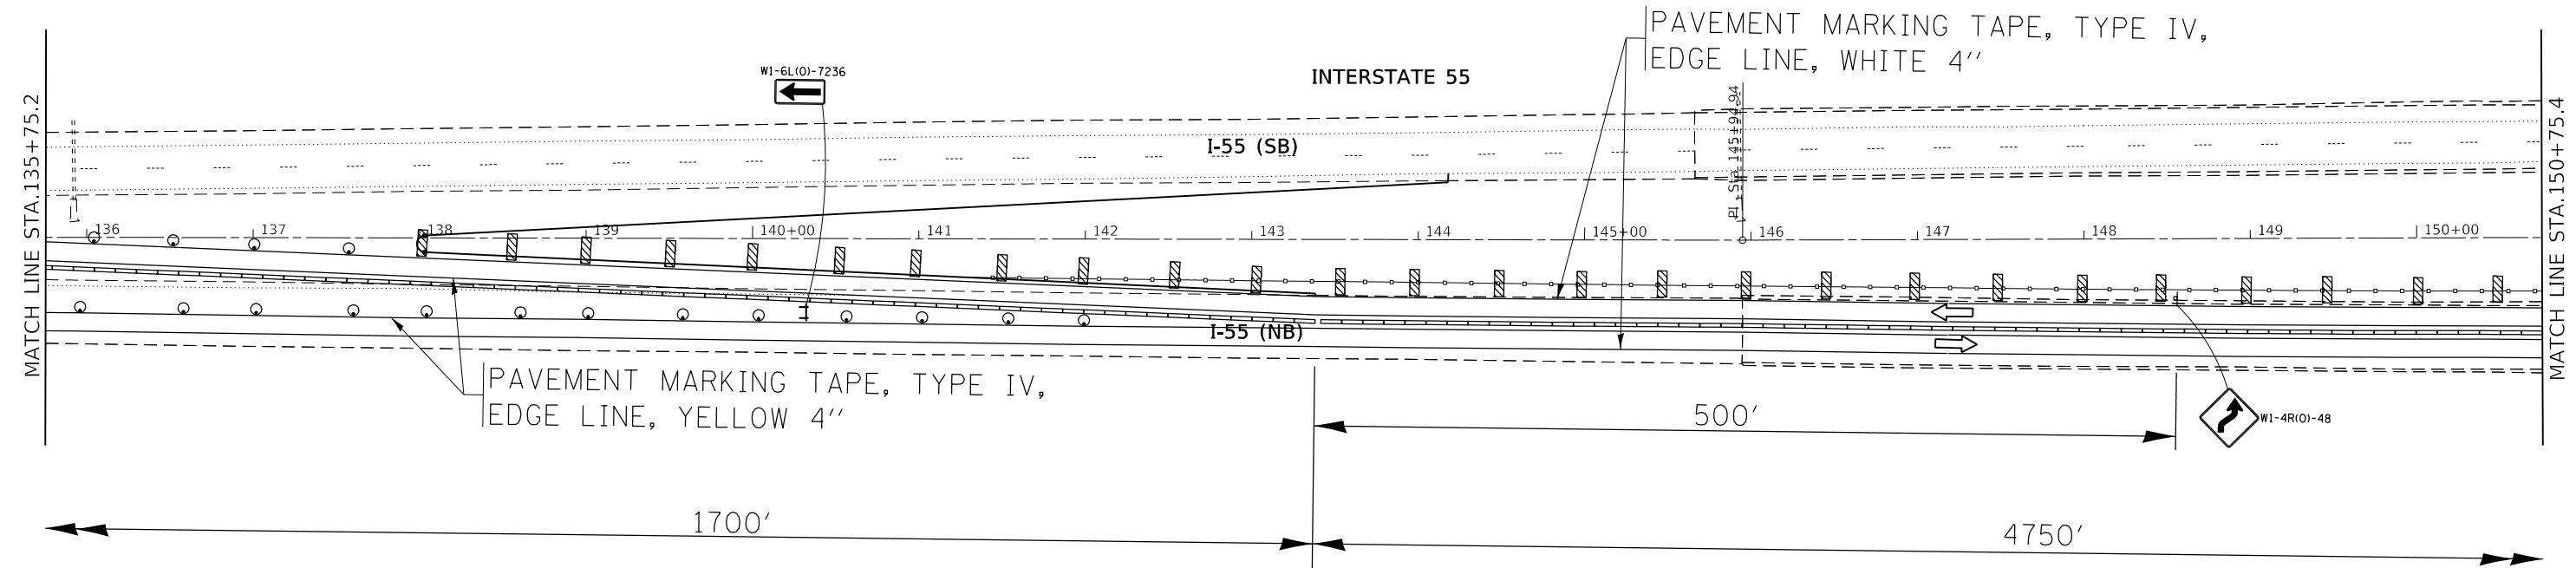 PAVEMENT MARKING TAPE, TYPE IV,
EDGE LINE, WHITE 4''
W1-6L(O)-7236
INTERSTATE 55
MATCH LINE STA.135+75.2
I-55 (SB)
PI Sta 145+94.94
MATCH LINE STA.150+75.4
136 137 138 139 140+00 141 142 143 144 145+00 146 147 148 149 150+00
I-55 (NB)
PAVEMENT MARKING TAPE, TYPE IV,
EDGE LINE, YELLOW 4''
500'
W1-4R(O)-48
1700'
4750'